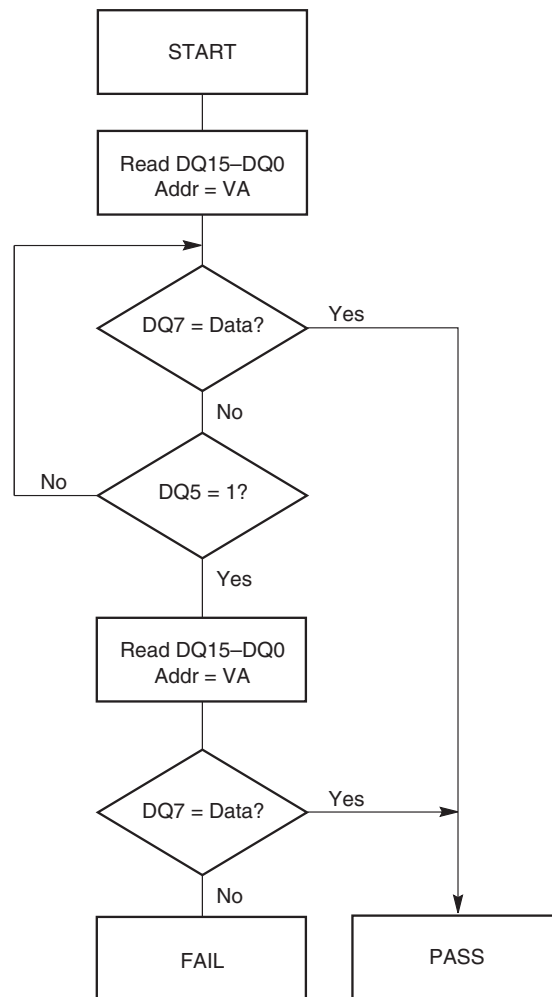 START
Read DQ15–DQ0
Addr = VA
DQ7 = Data?
Yes
No
No
DQ5 = 1?
Yes
Read DQ15–DQ0
Addr = VA
DQ7 = Data?
Yes
No
FAIL
PASS